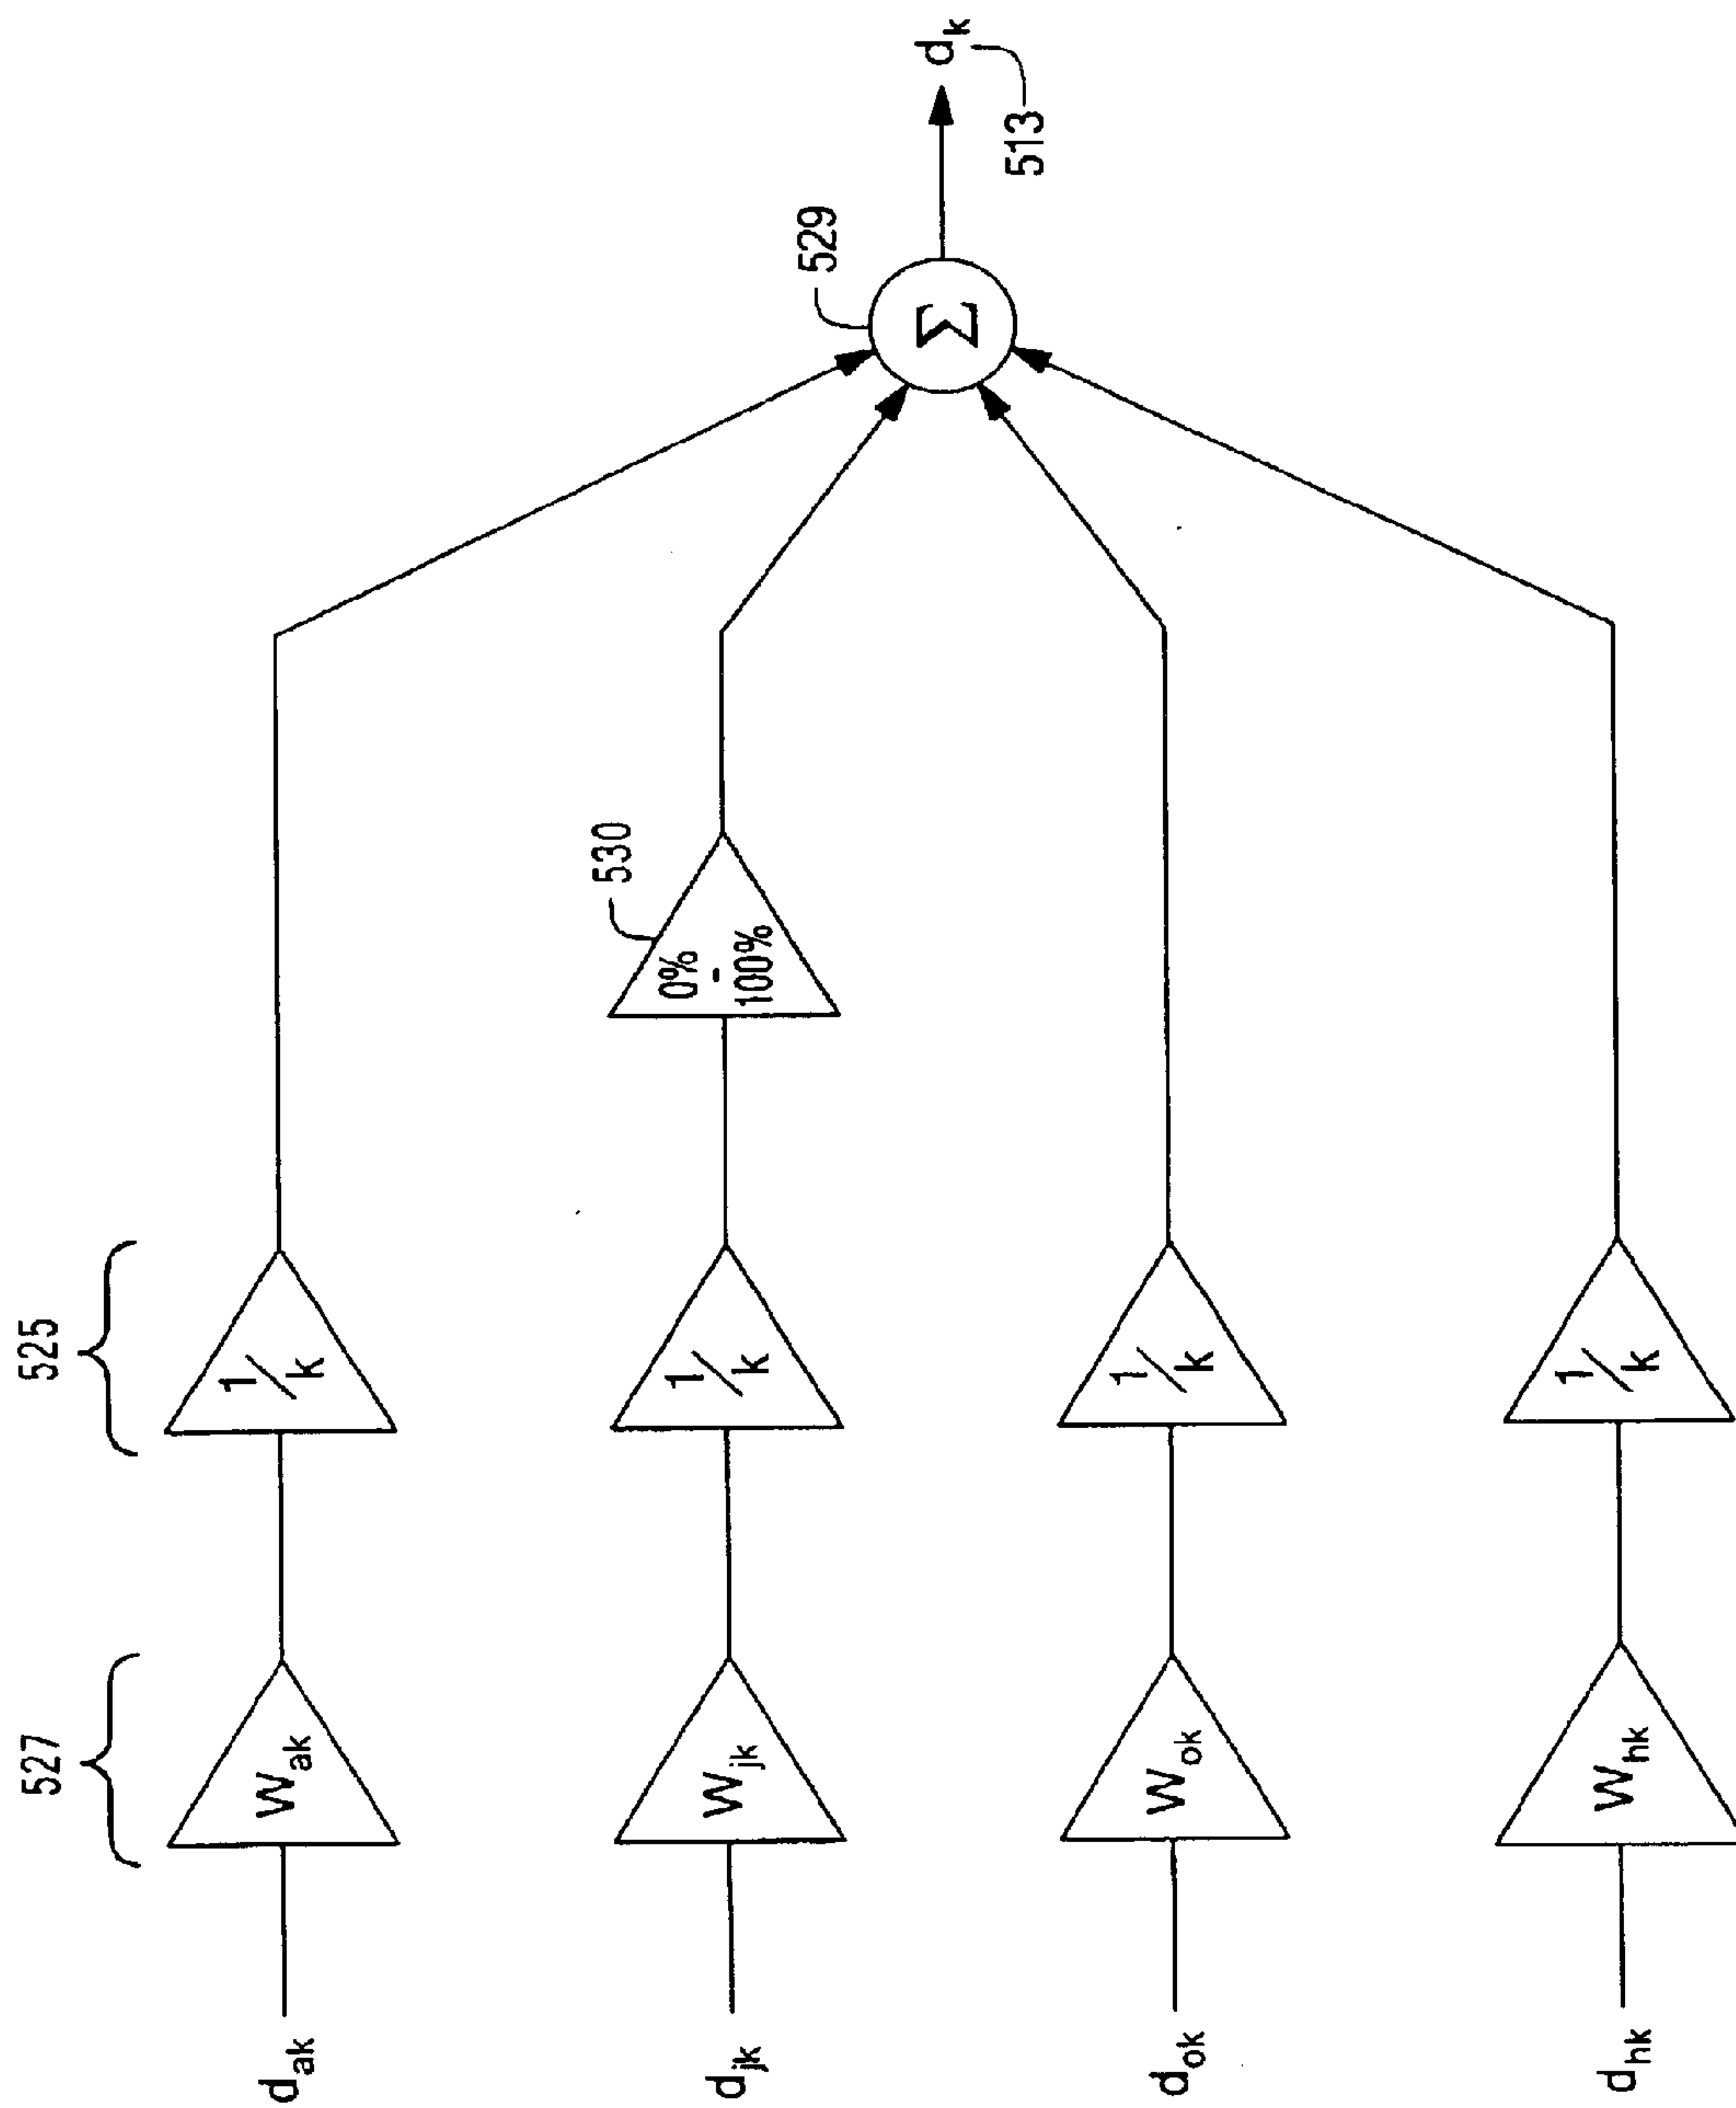 527
525
d_ak
W_ak
1/k
530
d_jk
W_jk
1/k
0%
-
100%
529
Σ
d_k
513
d_ok
W_ok
1/k
d_hk
W_hk
1/k